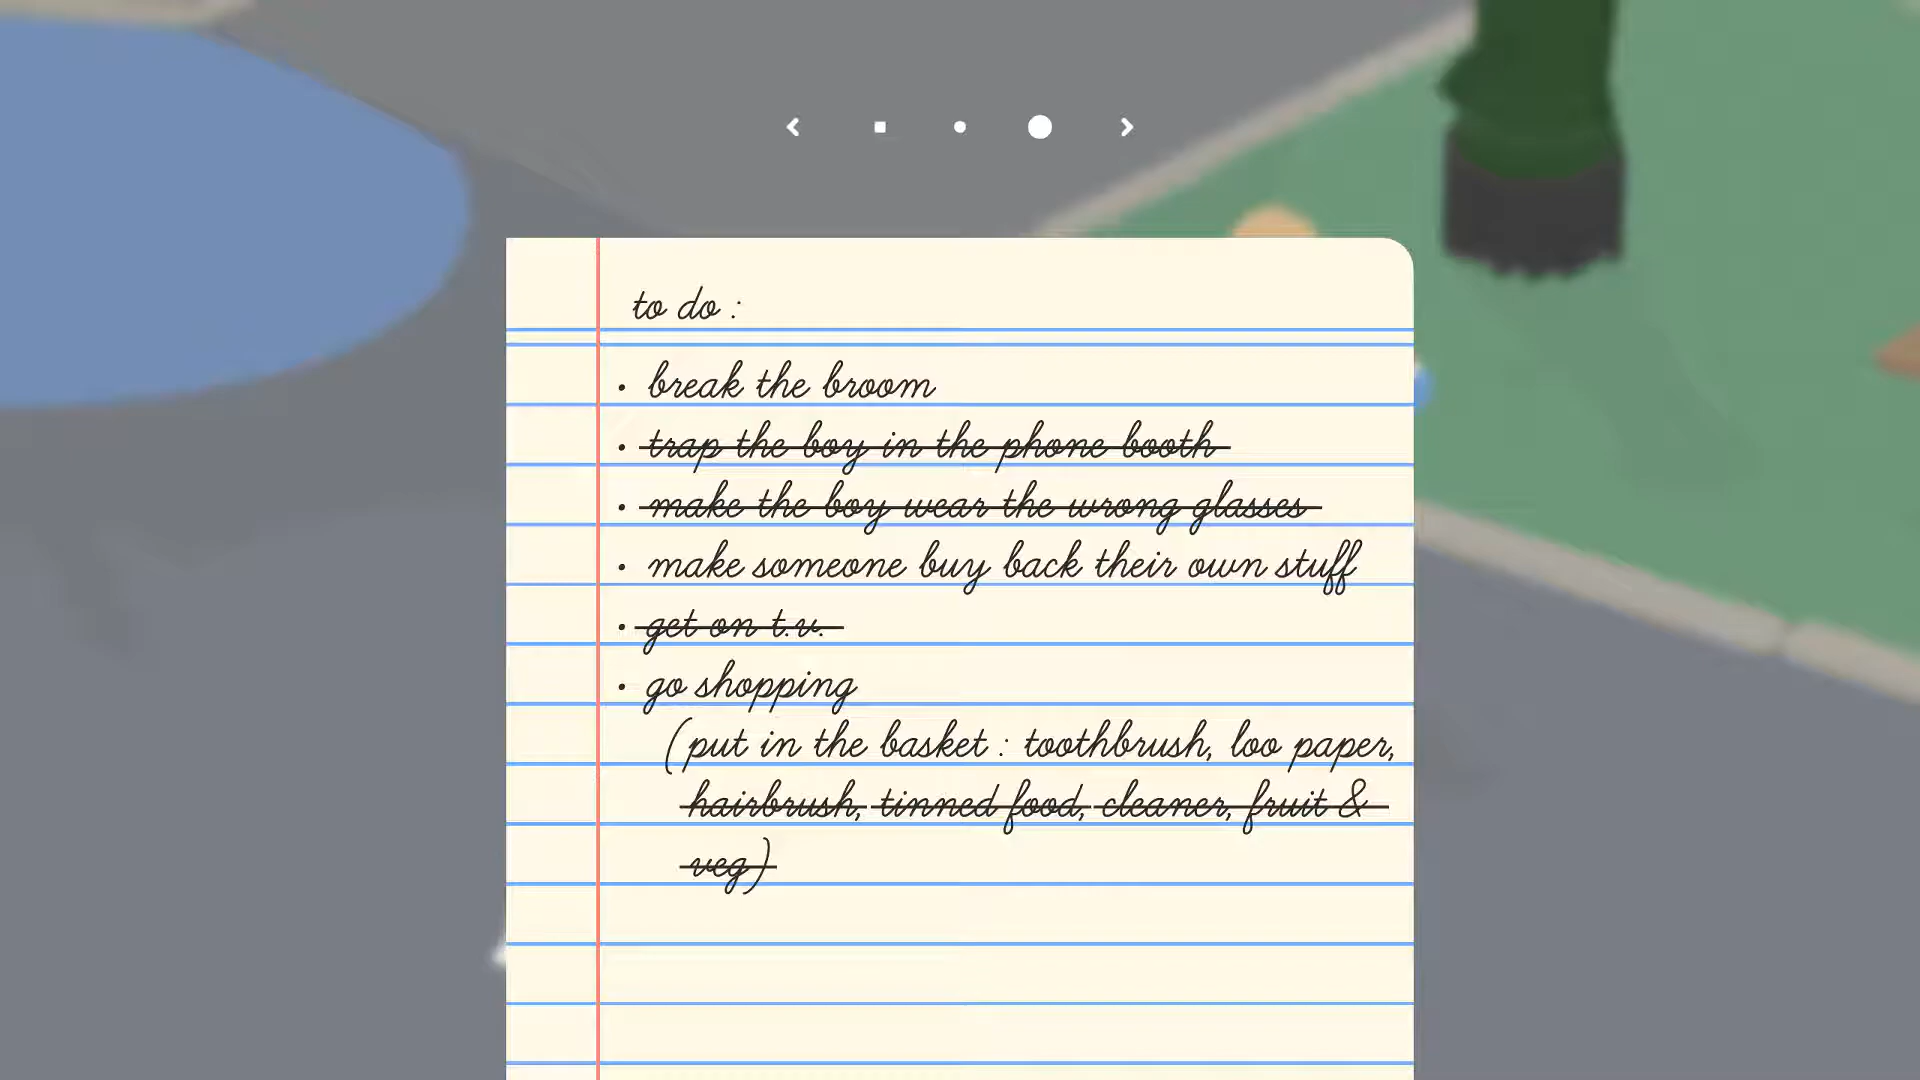 to do :
• break the broom
• trap the boy in the phone booth
• make the boy wear the wrong glasses
• make someone buy back their own stuff
• get on t.v.
• go shopping
(put in the basket : toothbrush, loo paper,
hairbrush, tinned food, cleaner, fruit &
veg)